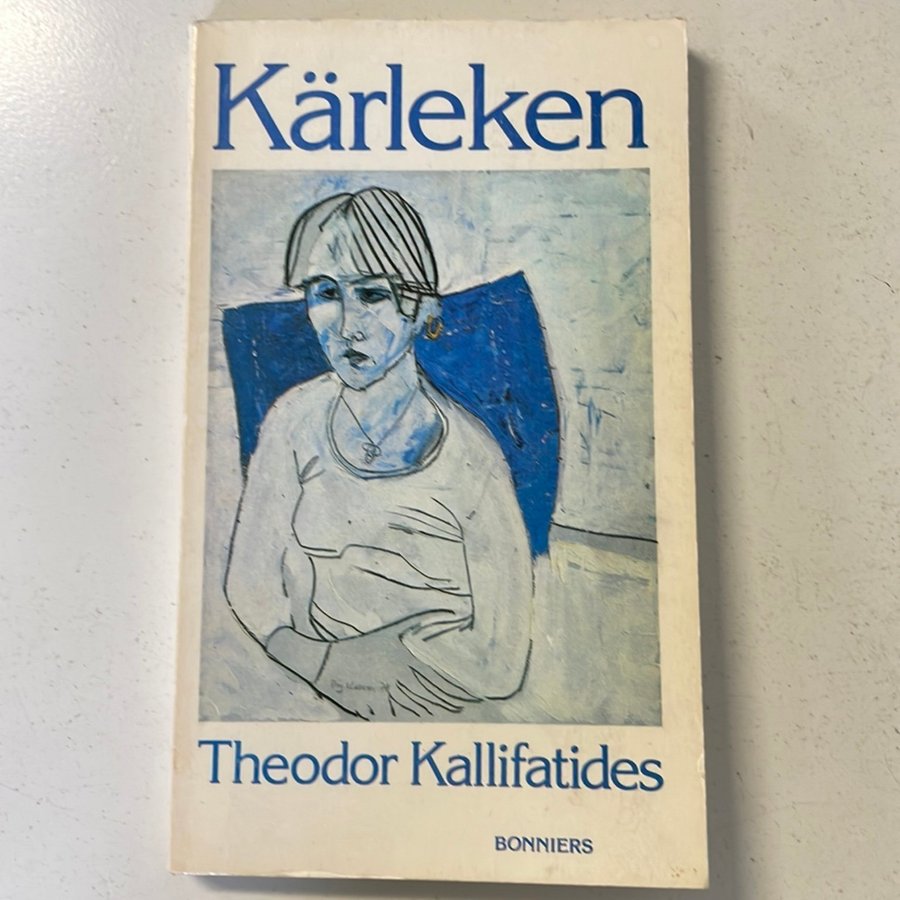 Kärleken
Theodor Kallifatides
BONNIERS